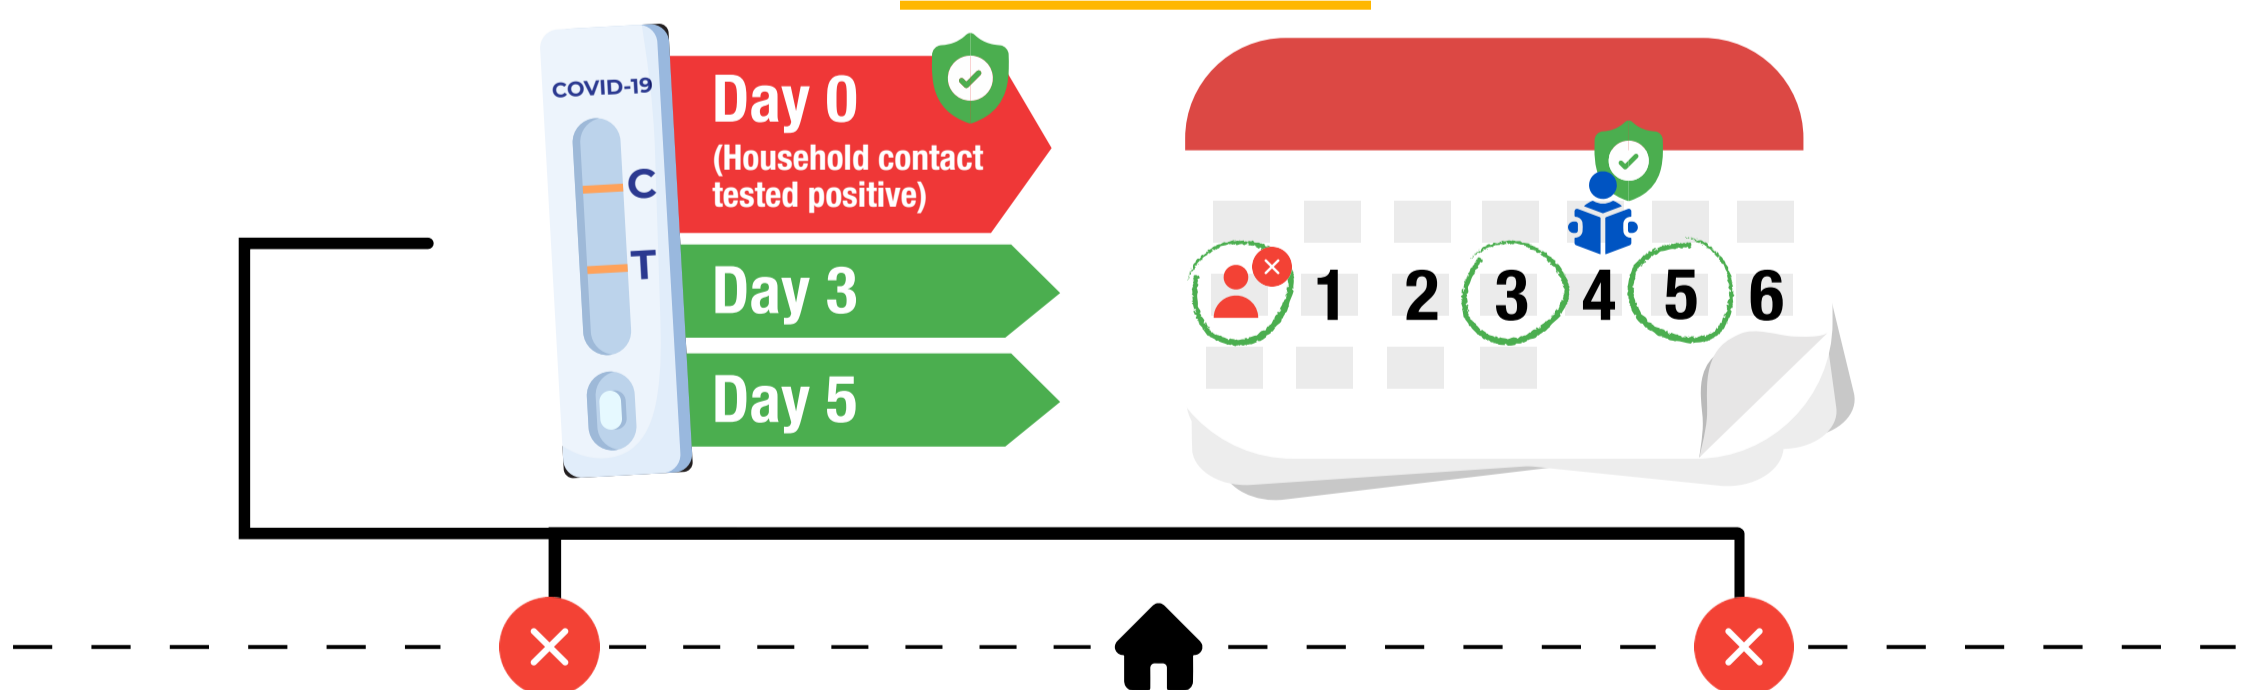 COVID-19
C
T
Day 0
(Household contact
tested positive)
Day 3
Day 5
1 2 3 4 5 6